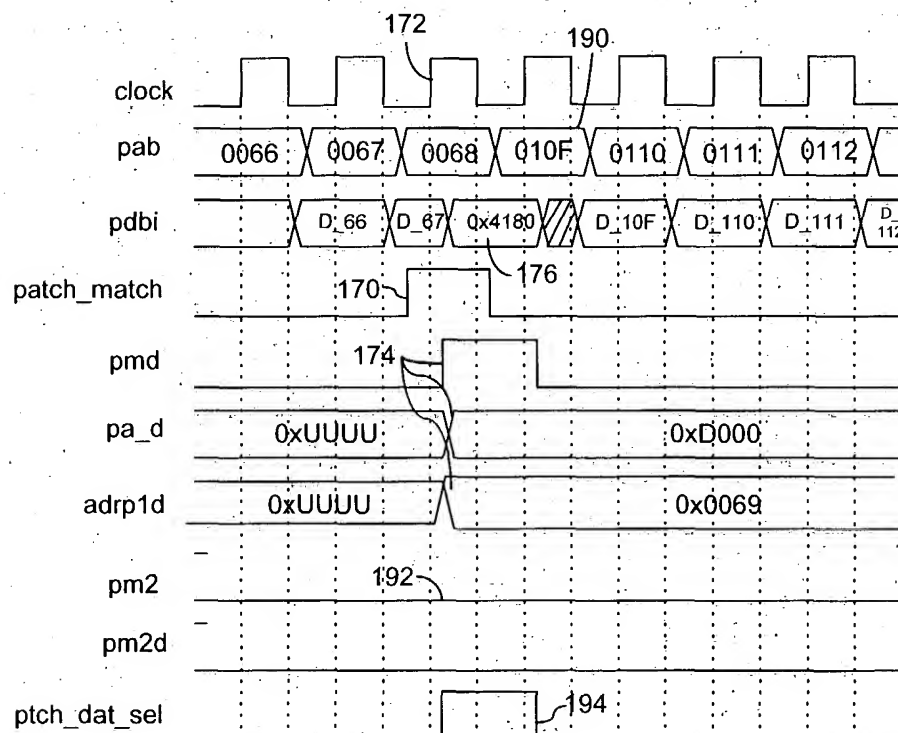 172
190
clock
pab 0066 0067 0068 010F 0110 0111 0112
pdbi D_66 D_67 0x4180 D_10F D_110 D_111 D_112
176
patch_match 170
pmd 174
pa_d 0xUUUU 0xD000
adrp1d 0xUUUU 0x0069
pm2 192
pm2d
ptch_dat_sel 194